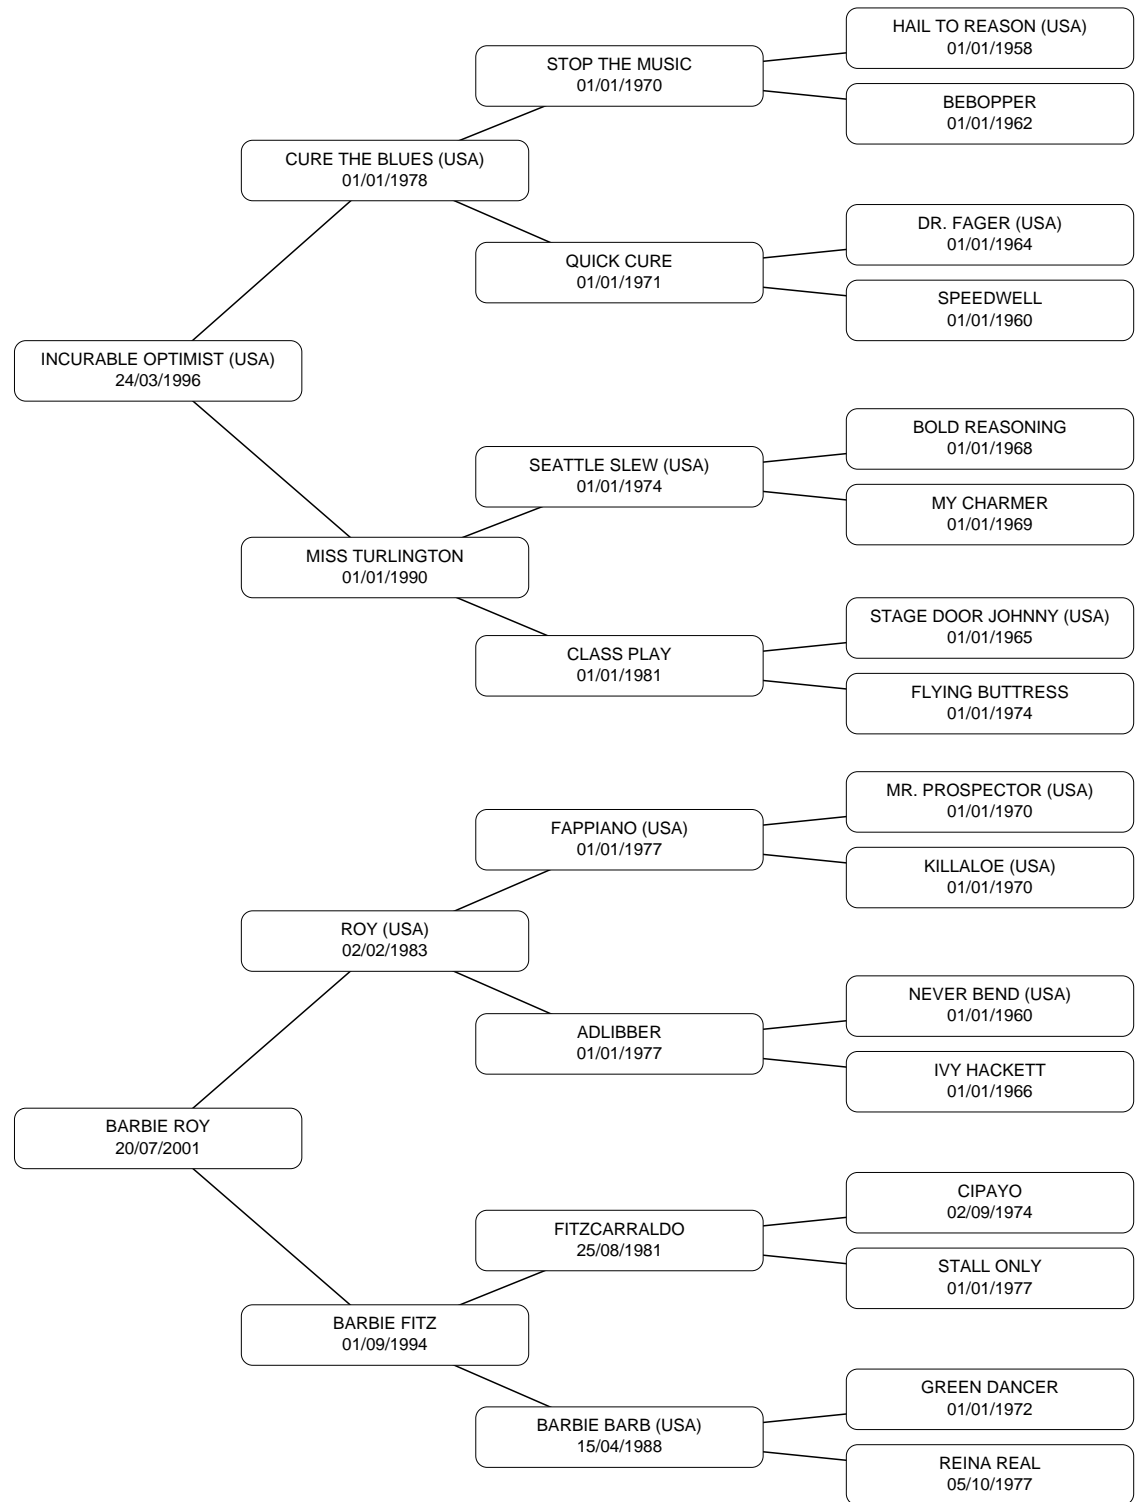 HAIL TO REASON (USA)
01/01/1958
STOP THE MUSIC
01/01/1970
BEBOPPER
01/01/1962
CURE THE BLUES (USA)
01/01/1978
DR. FAGER (USA)
01/01/1964
QUICK CURE
01/01/1971
SPEEDWELL
01/01/1960
INCURABLE OPTIMIST (USA)
24/03/1996
BOLD REASONING
01/01/1968
SEATTLE SLEW (USA)
01/01/1974
MY CHARMER
01/01/1969
MISS TURLINGTON
01/01/1990
STAGE DOOR JOHNNY (USA)
01/01/1965
CLASS PLAY
01/01/1981
FLYING BUTTRESS
01/01/1974
MR. PROSPECTOR (USA)
01/01/1970
FAPPIANO (USA)
01/01/1977
KILLALOE (USA)
01/01/1970
ROY (USA)
02/02/1983
NEVER BEND (USA)
01/01/1960
ADLIBBER
01/01/1977
IVY HACKETT
01/01/1966
BARBIE ROY
20/07/2001
CIPAYO
02/09/1974
FITZCARRALDO
25/08/1981
STALL ONLY
01/01/1977
BARBIE FITZ
01/09/1994
GREEN DANCER
01/01/1972
BARBIE BARB (USA)
15/04/1988
REINA REAL
05/10/1977